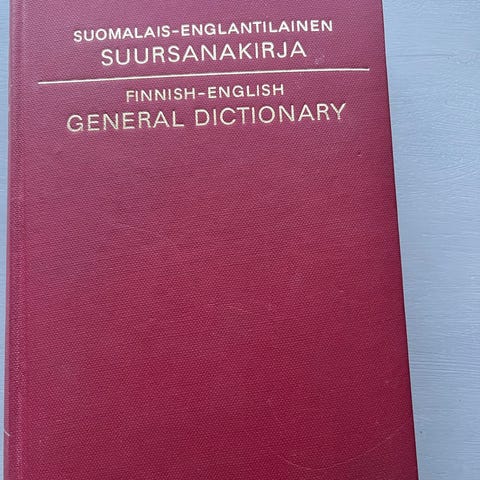 SUOMALAIS-ENGLANTILAINEN
SUURSANAKIRJA
FINNISH-ENGLISH
GENERAL DICTIONARY